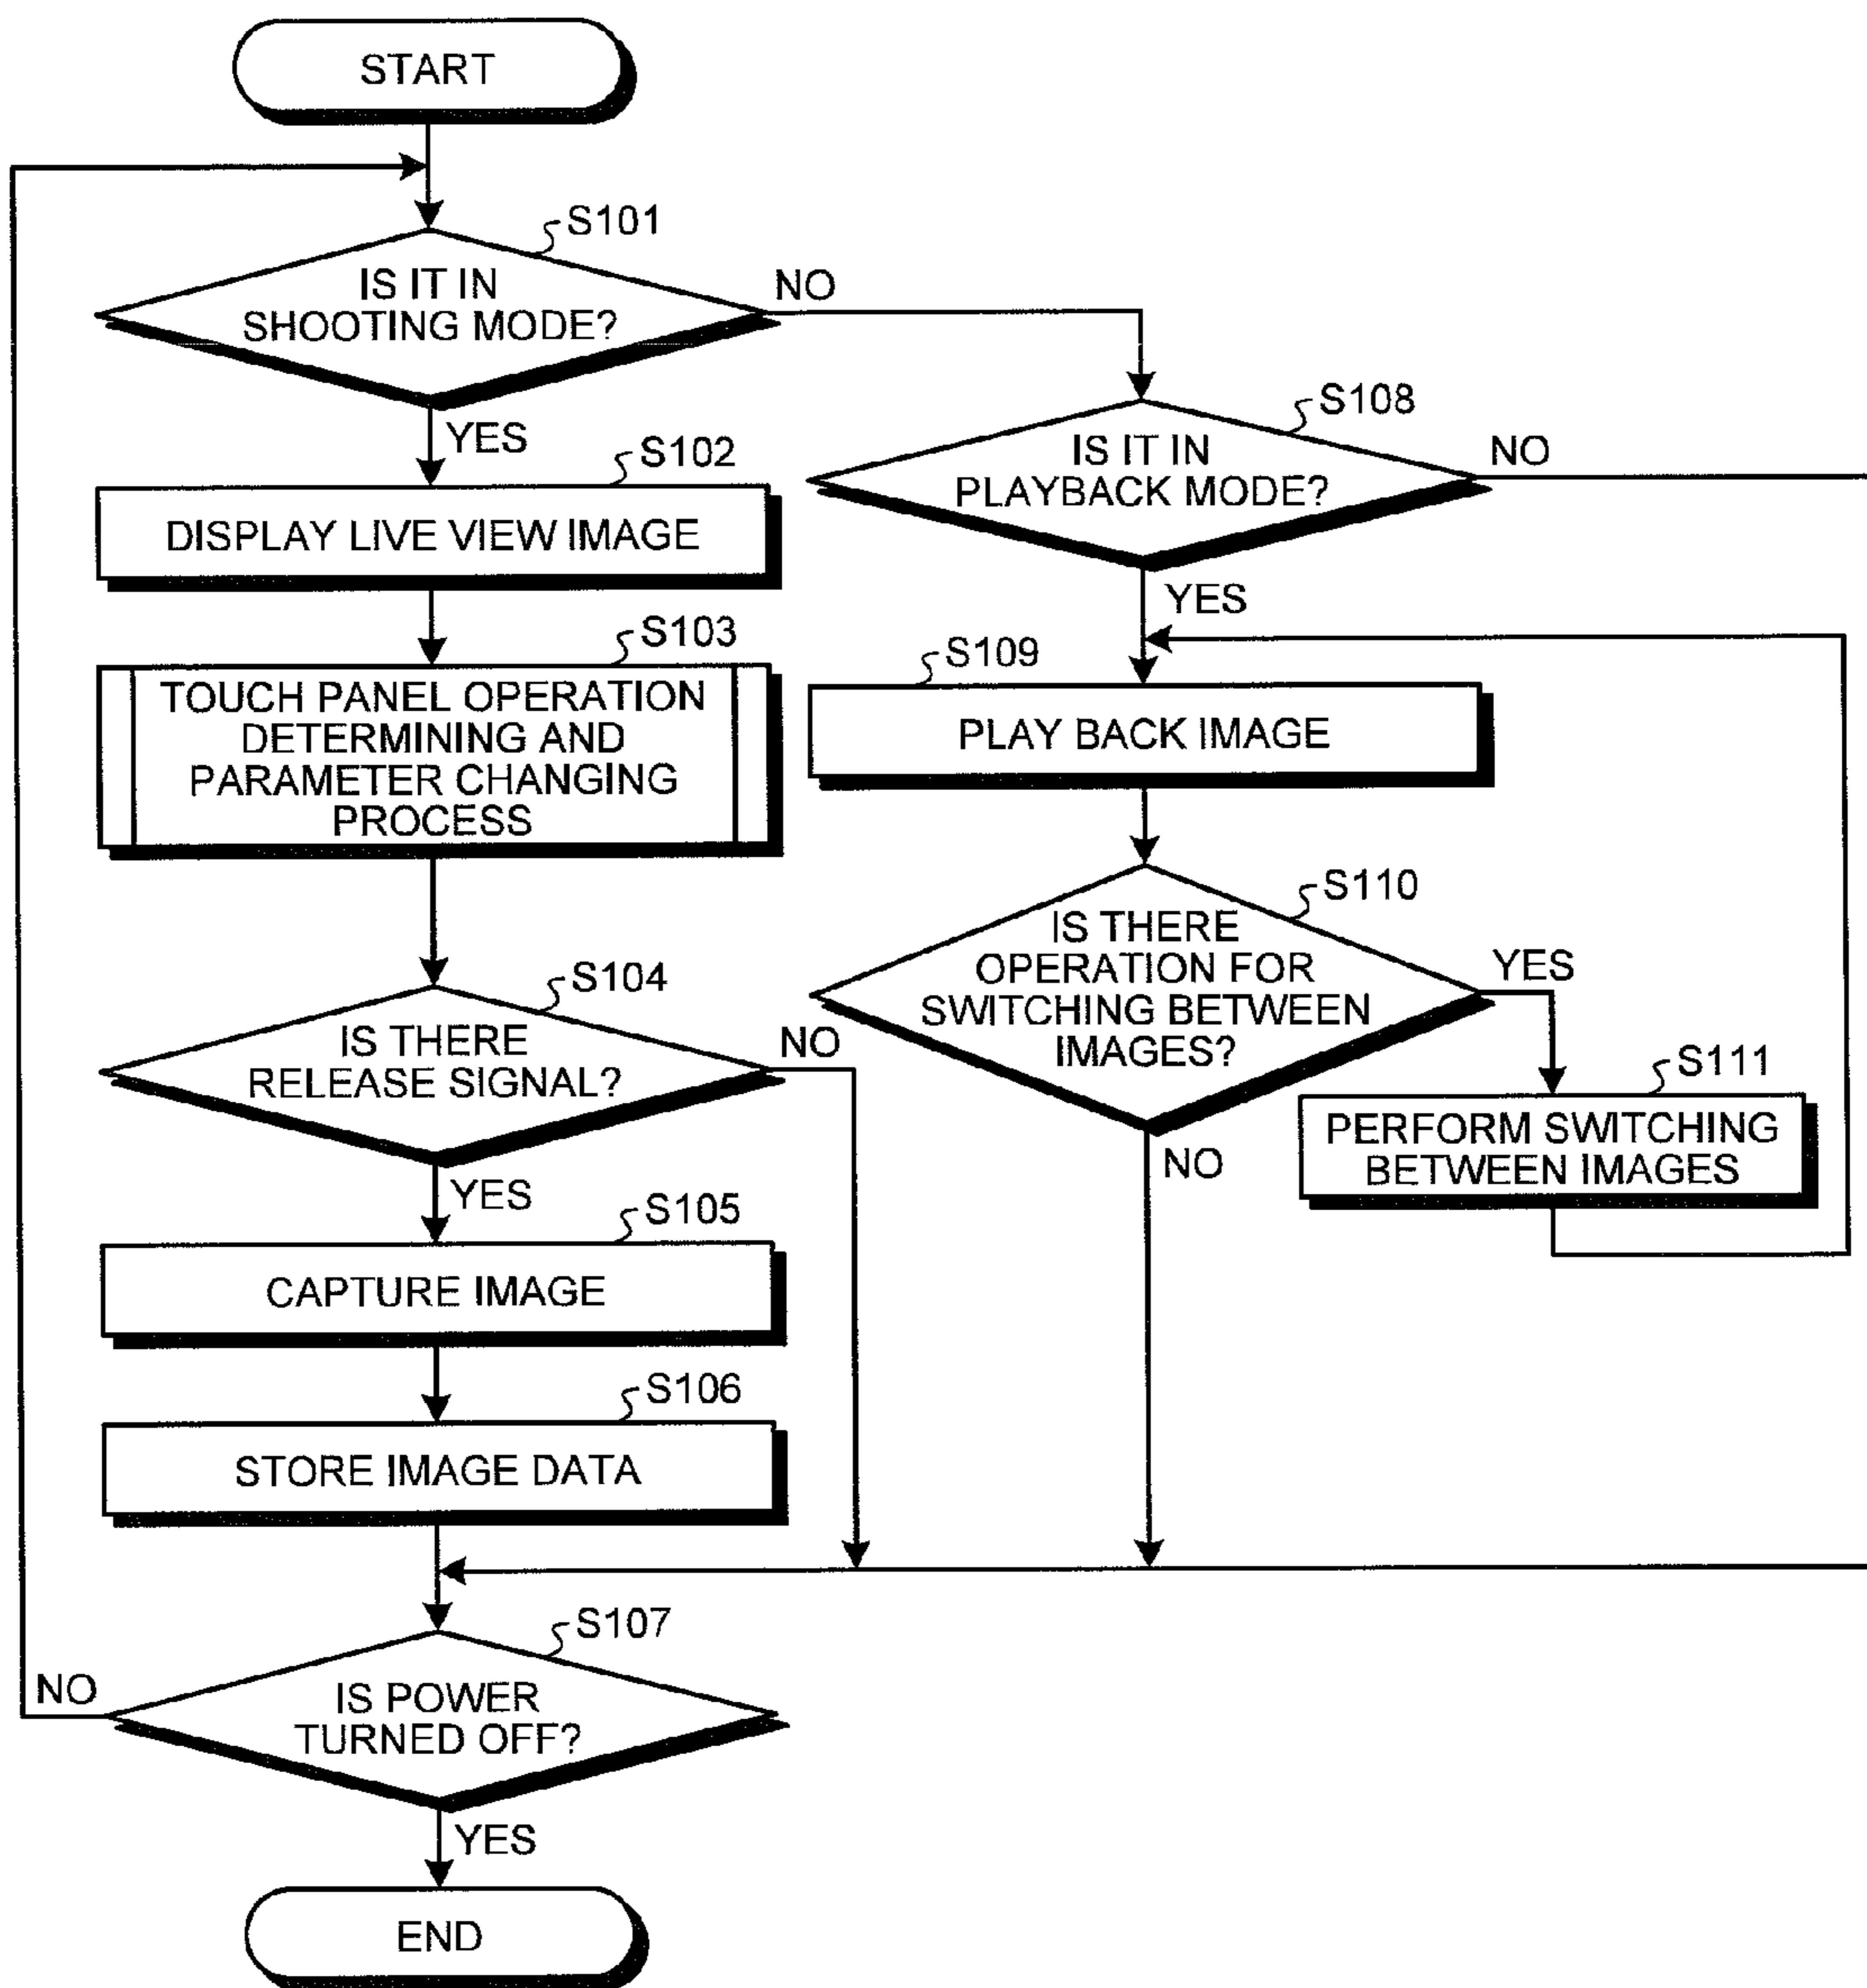 START
S101
IS IT IN
SHOOTING MODE?
NO
YES
S102
DISPLAY LIVE VIEW IMAGE
S103
TOUCH PANEL OPERATION
DETERMINING AND
PARAMETER CHANGING
PROCESS
S104
IS THERE
RELEASE SIGNAL?
NO
YES
S105
CAPTURE IMAGE
S106
STORE IMAGE DATA
S107
IS POWER
TURNED OFF?
NO
YES
END
S108
IS IT IN
PLAYBACK MODE?
NO
YES
S109
PLAY BACK IMAGE
S110
IS THERE
OPERATION FOR
SWITCHING BETWEEN
IMAGES?
YES
NO
S111
PERFORM SWITCHING
BETWEEN IMAGES